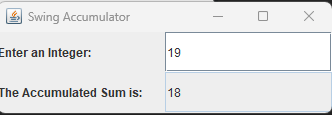 Swing Accumulator
Enter an Integer: 19
The Accumulated Sum is: 18